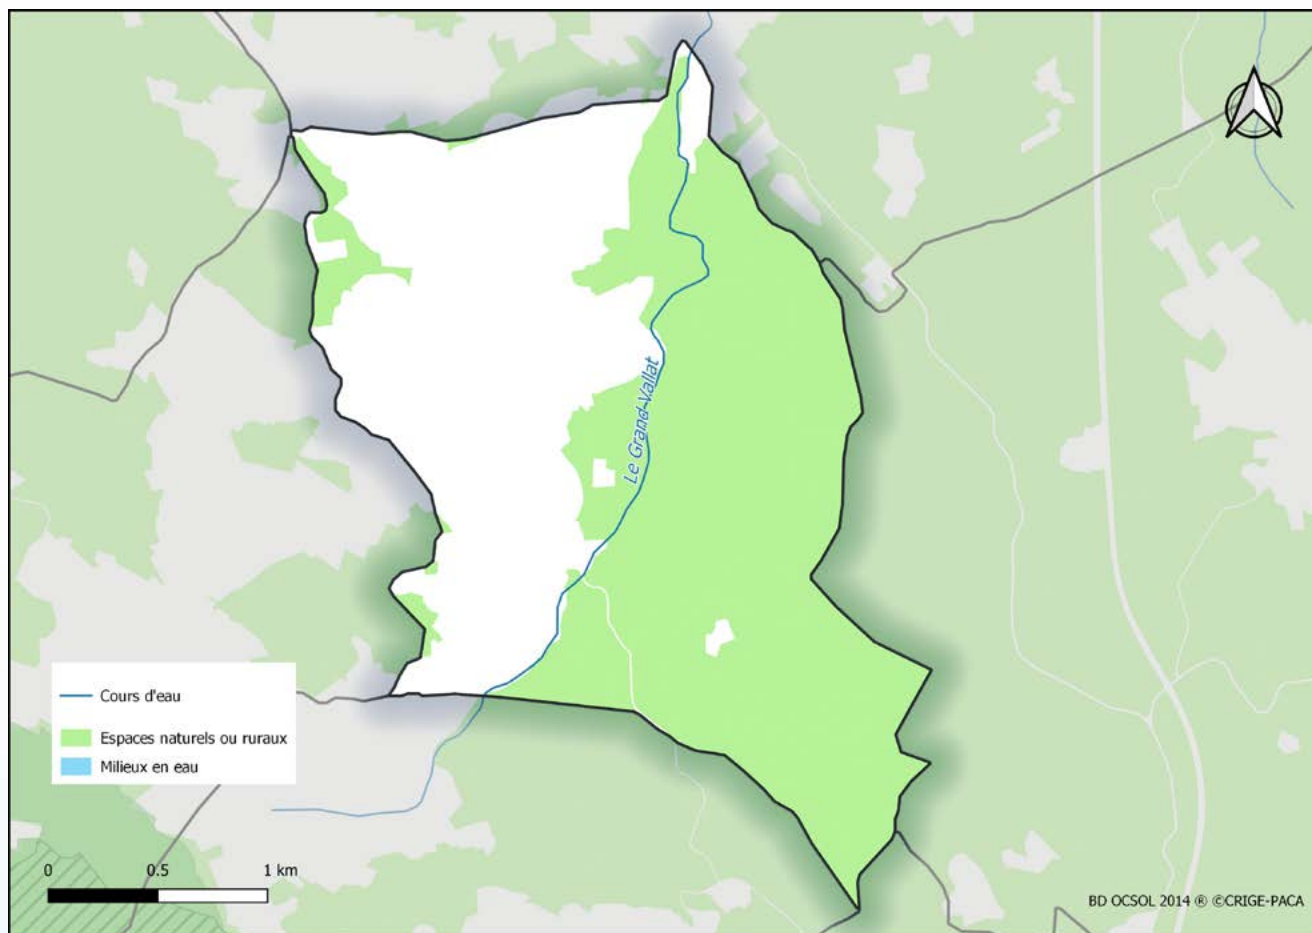 Le Grand-Vallat
Cours d'eau
Espaces naturels ou ruraux
Milieux en eau
0 0.5 1 km
BD OCSOL 2014 ® ©CRIGE-PACA